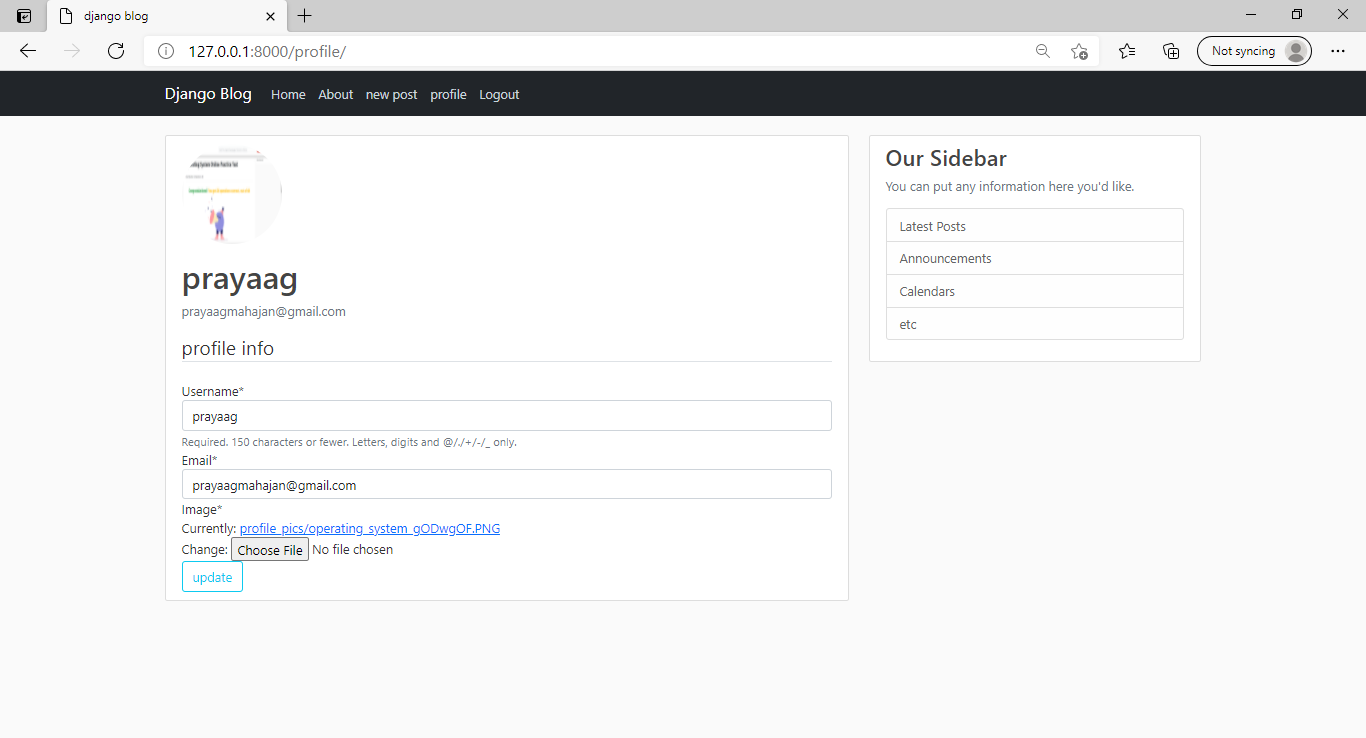 django blog
127.0.0.1:8000/profile/
Not syncing
Django Blog Home About new post profile Logout
prayaag
prayaagmahajan@gmail.com
profile info
Username*
prayaag
Required. 150 characters or fewer. Letters, digits and @/./+/-/_ only.
Email*
prayaagmahajan@gmail.com
Image*
Currently: profile_pics/operating_system_gODwgOF.PNG
Change: Choose File No file chosen
update
Our Sidebar
You can put any information here you'd like.
Latest Posts
Announcements
Calendars
etc